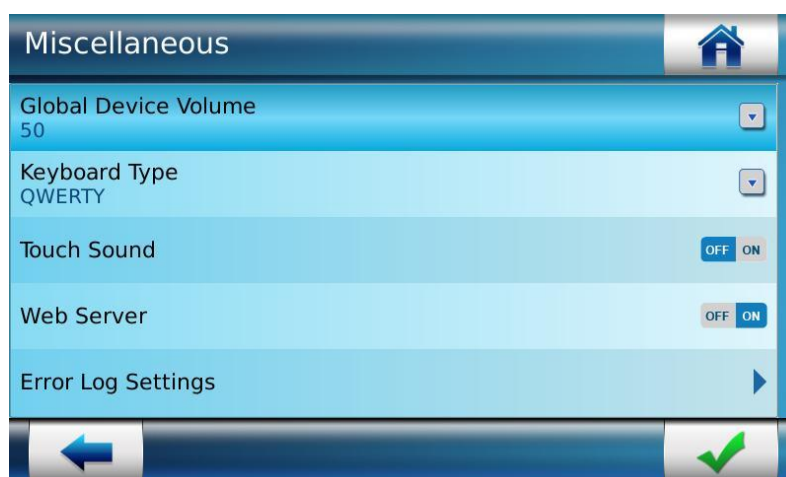 Miscellaneous
Global Device Volume
50
Keyboard Type
QWERTY
Touch Sound
OFF ON
Web Server
OFF ON
Error Log Settings